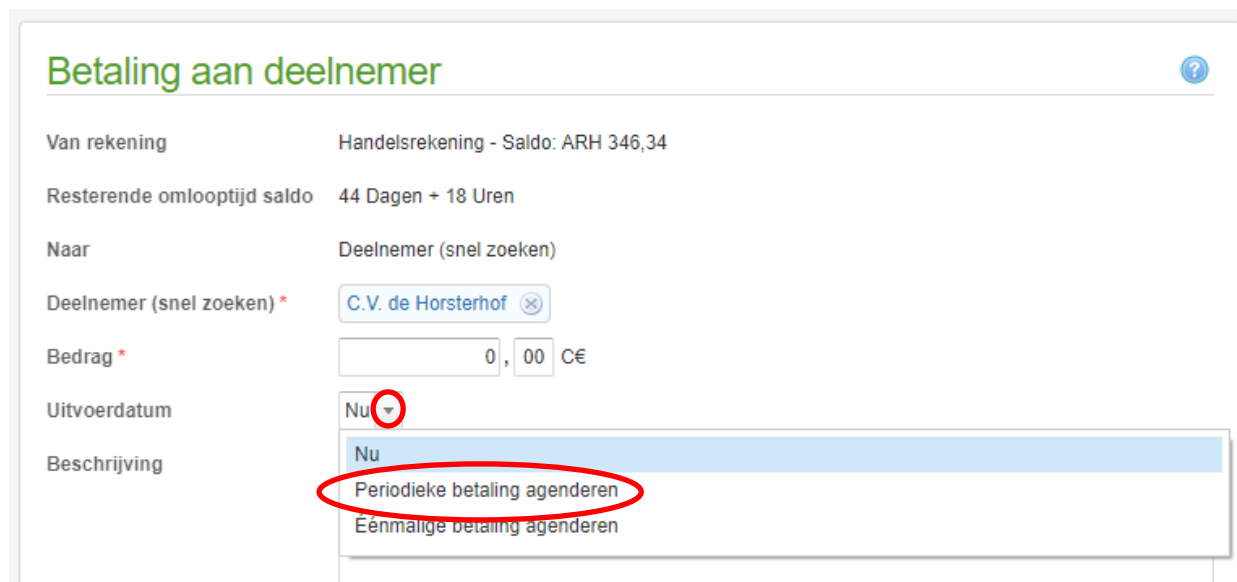 Betaling aan deelnemer
?
Van rekening Handelsrekening - Saldo: ARH 346,34
Resterende omlooptijd saldo 44 Dagen + 18 Uren
Naar Deelnemer (snel zoeken)
Deelnemer (snel zoeken) * C.V. de Horsterhof
Bedrag * 0 , 00 C€
Uitvoerdatum Nu
Beschrijving
Nu
Periodieke betaling agenderen
Éénmalige betaling agenderen